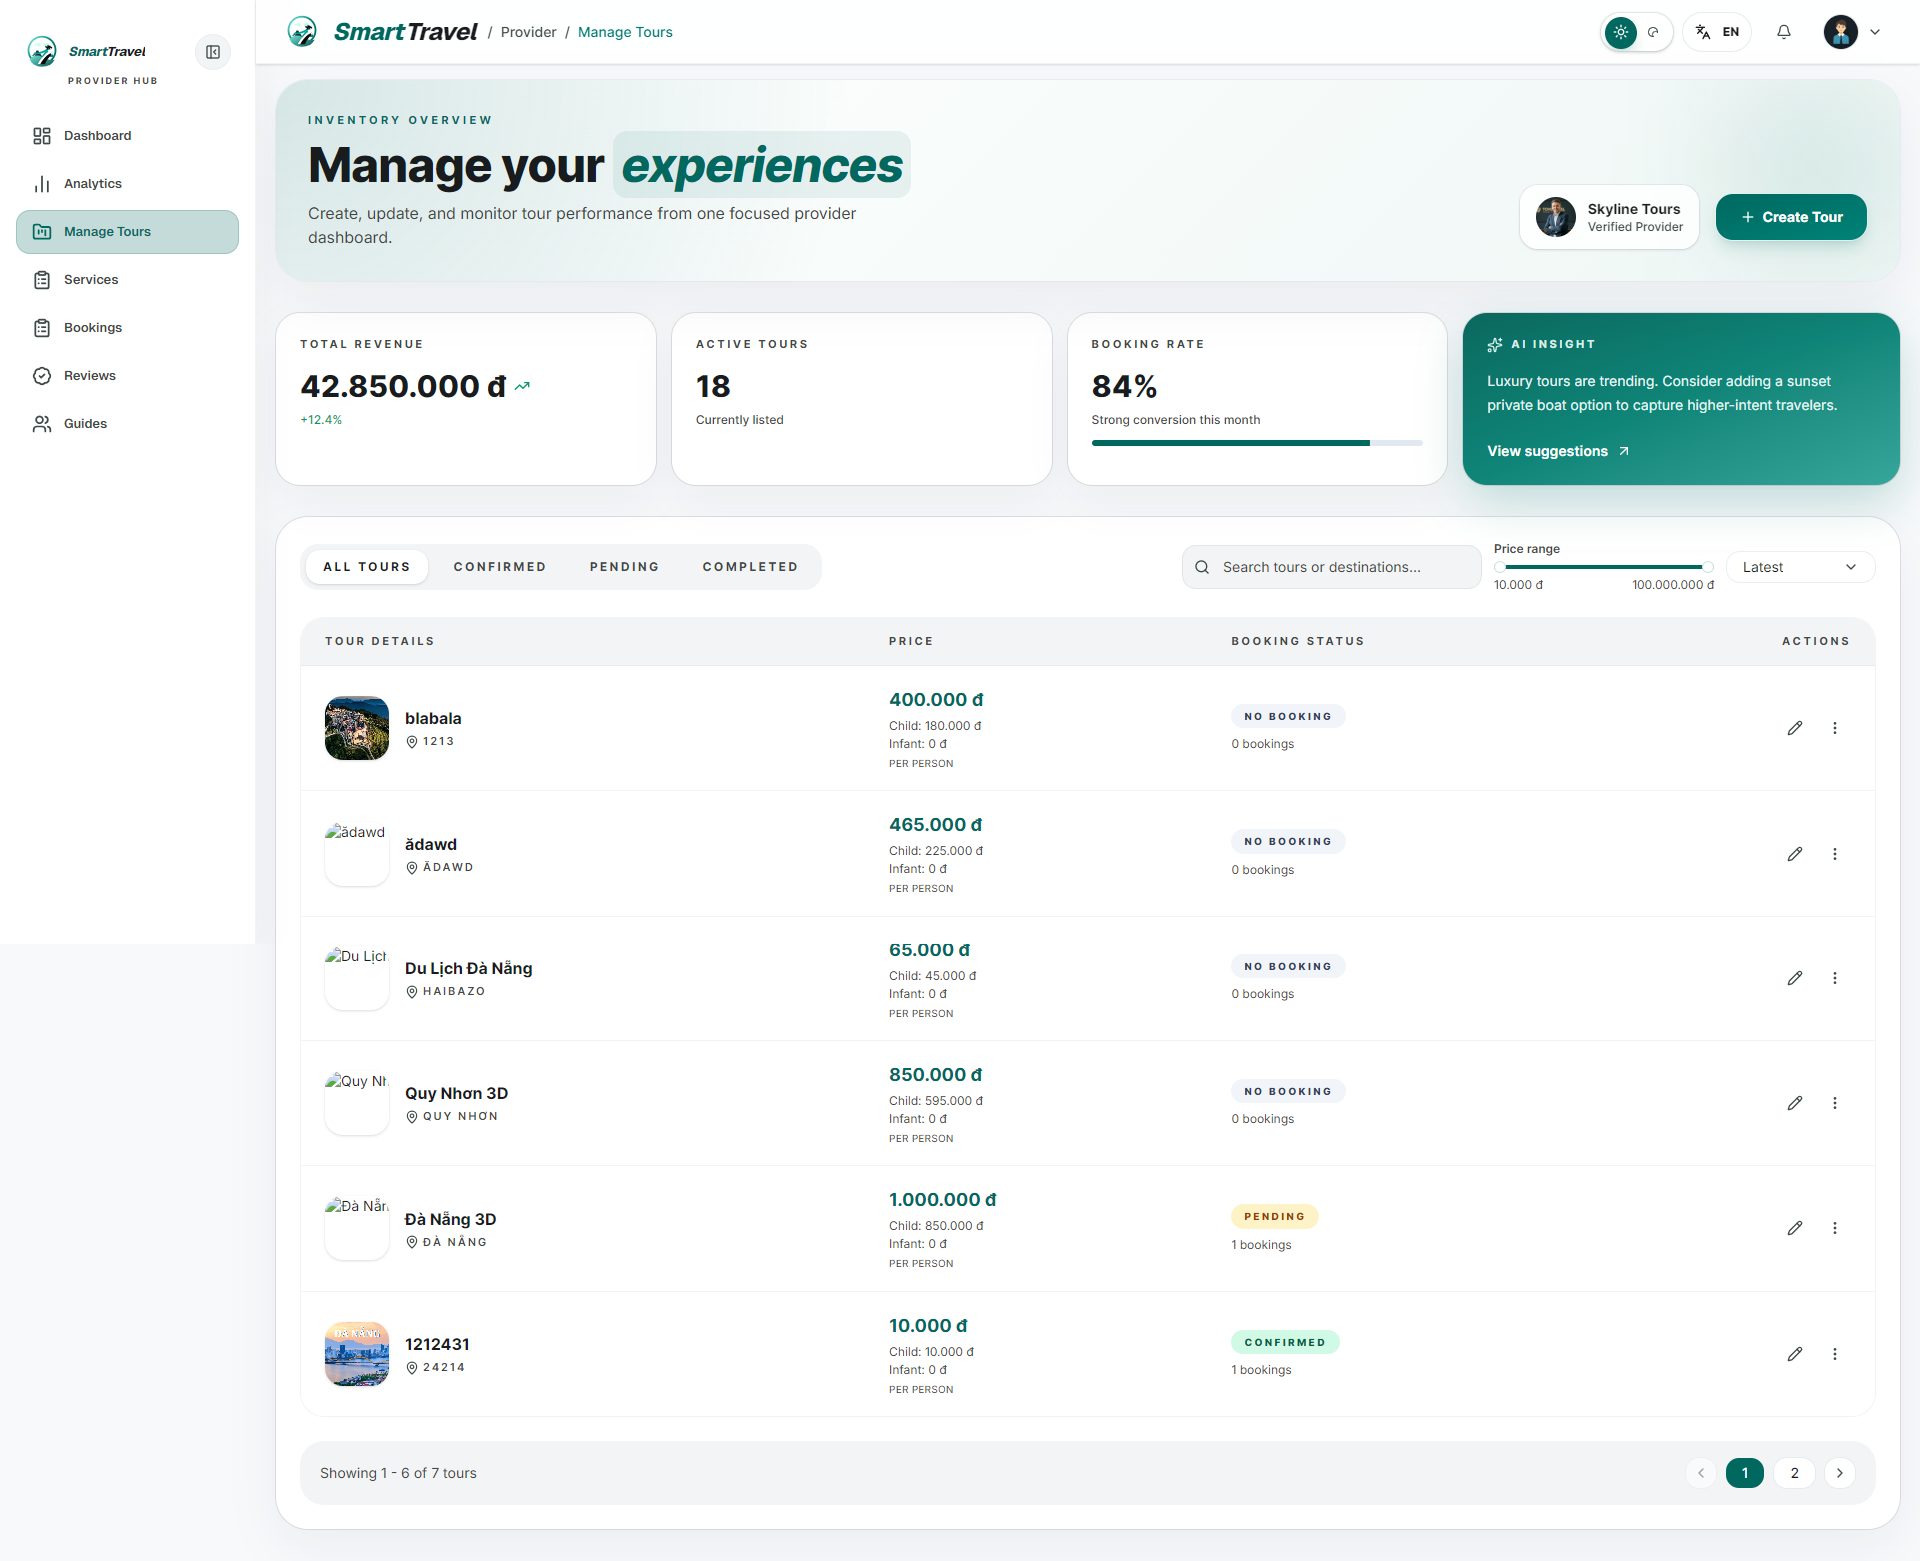 SmartTravel
PROVIDER HUB
Dashboard
Analytics
Manage Tours
Services
Bookings
Reviews
Guides
SmartTravel / Provider / Manage Tours
EN
INVENTORY OVERVIEW
Manage your experiences
Create, update, and monitor tour performance from one focused provider
dashboard.
Skyline Tours
Verified Provider
Create Tour
TOTAL REVENUE
42.850.000 đ
+12.4%
ACTIVE TOURS
18
Currently listed
BOOKING RATE
84%
Strong conversion this month
AI INSIGHT
Luxury tours are trending. Consider adding a sunset
private boat option to capture higher-intent travelers.
View suggestions
ALL TOURS CONFIRMED PENDING COMPLETED
Search tours or destinations...
Price range
10.000 đ 100.000.000 đ
Latest
TOUR DETAILS PRICE BOOKING STATUS ACTIONS
blabala
1213
400.000 đ
Child: 180.000 đ
Infant: 0 đ
PER PERSON
NO BOOKING
0 bookings
ădawd
ădawd
ĂDAWD
465.000 đ
Child: 225.000 đ
Infant: 0 đ
PER PERSON
NO BOOKING
0 bookings
Du Lịch
Du Lịch Đà Nẵng
HAIBAZO
65.000 đ
Child: 45.000 đ
Infant: 0 đ
PER PERSON
NO BOOKING
0 bookings
Quy Nh
Quy Nhơn 3D
QUY NHƠN
850.000 đ
Child: 595.000 đ
Infant: 0 đ
PER PERSON
NO BOOKING
0 bookings
Đà Nẵn
Đà Nẵng 3D
ĐÀ NẴNG
1.000.000 đ
Child: 850.000 đ
Infant: 0 đ
PER PERSON
PENDING
1 bookings
ĐÀ NẴNG
1212431
24214
10.000 đ
Child: 10.000 đ
Infant: 0 đ
PER PERSON
CONFIRMED
1 bookings
Showing 1 - 6 of 7 tours
1 2